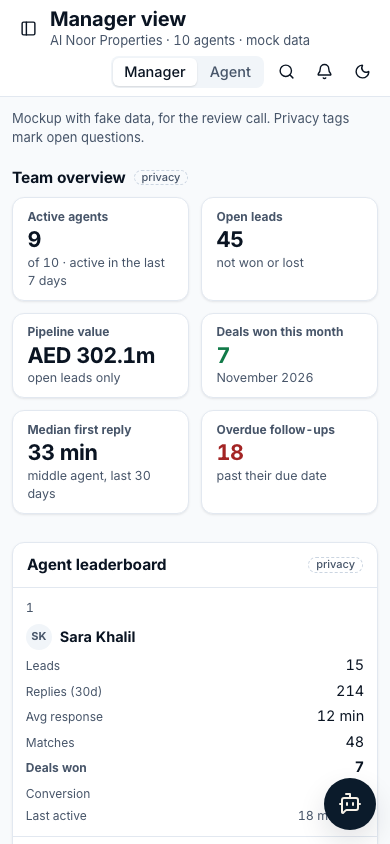 Manager view
Al Noor Properties · 10 agents · mock data
Manager Agent
Mockup with fake data, for the review call. Privacy tags
mark open questions.
Team overview privacy
Active agents
9
of 10 · active in the last
7 days
Open leads
45
not won or lost
Pipeline value
AED 302.1m
open leads only
Deals won this month
7
November 2026
Median first reply
33 min
middle agent, last 30
days
Overdue follow-ups
18
past their due date
Agent leaderboard privacy
1
SK Sara Khalil
Leads 15
Replies (30d) 214
Avg response 12 min
Matches 48
Deals won 7
Conversion
Last active 18